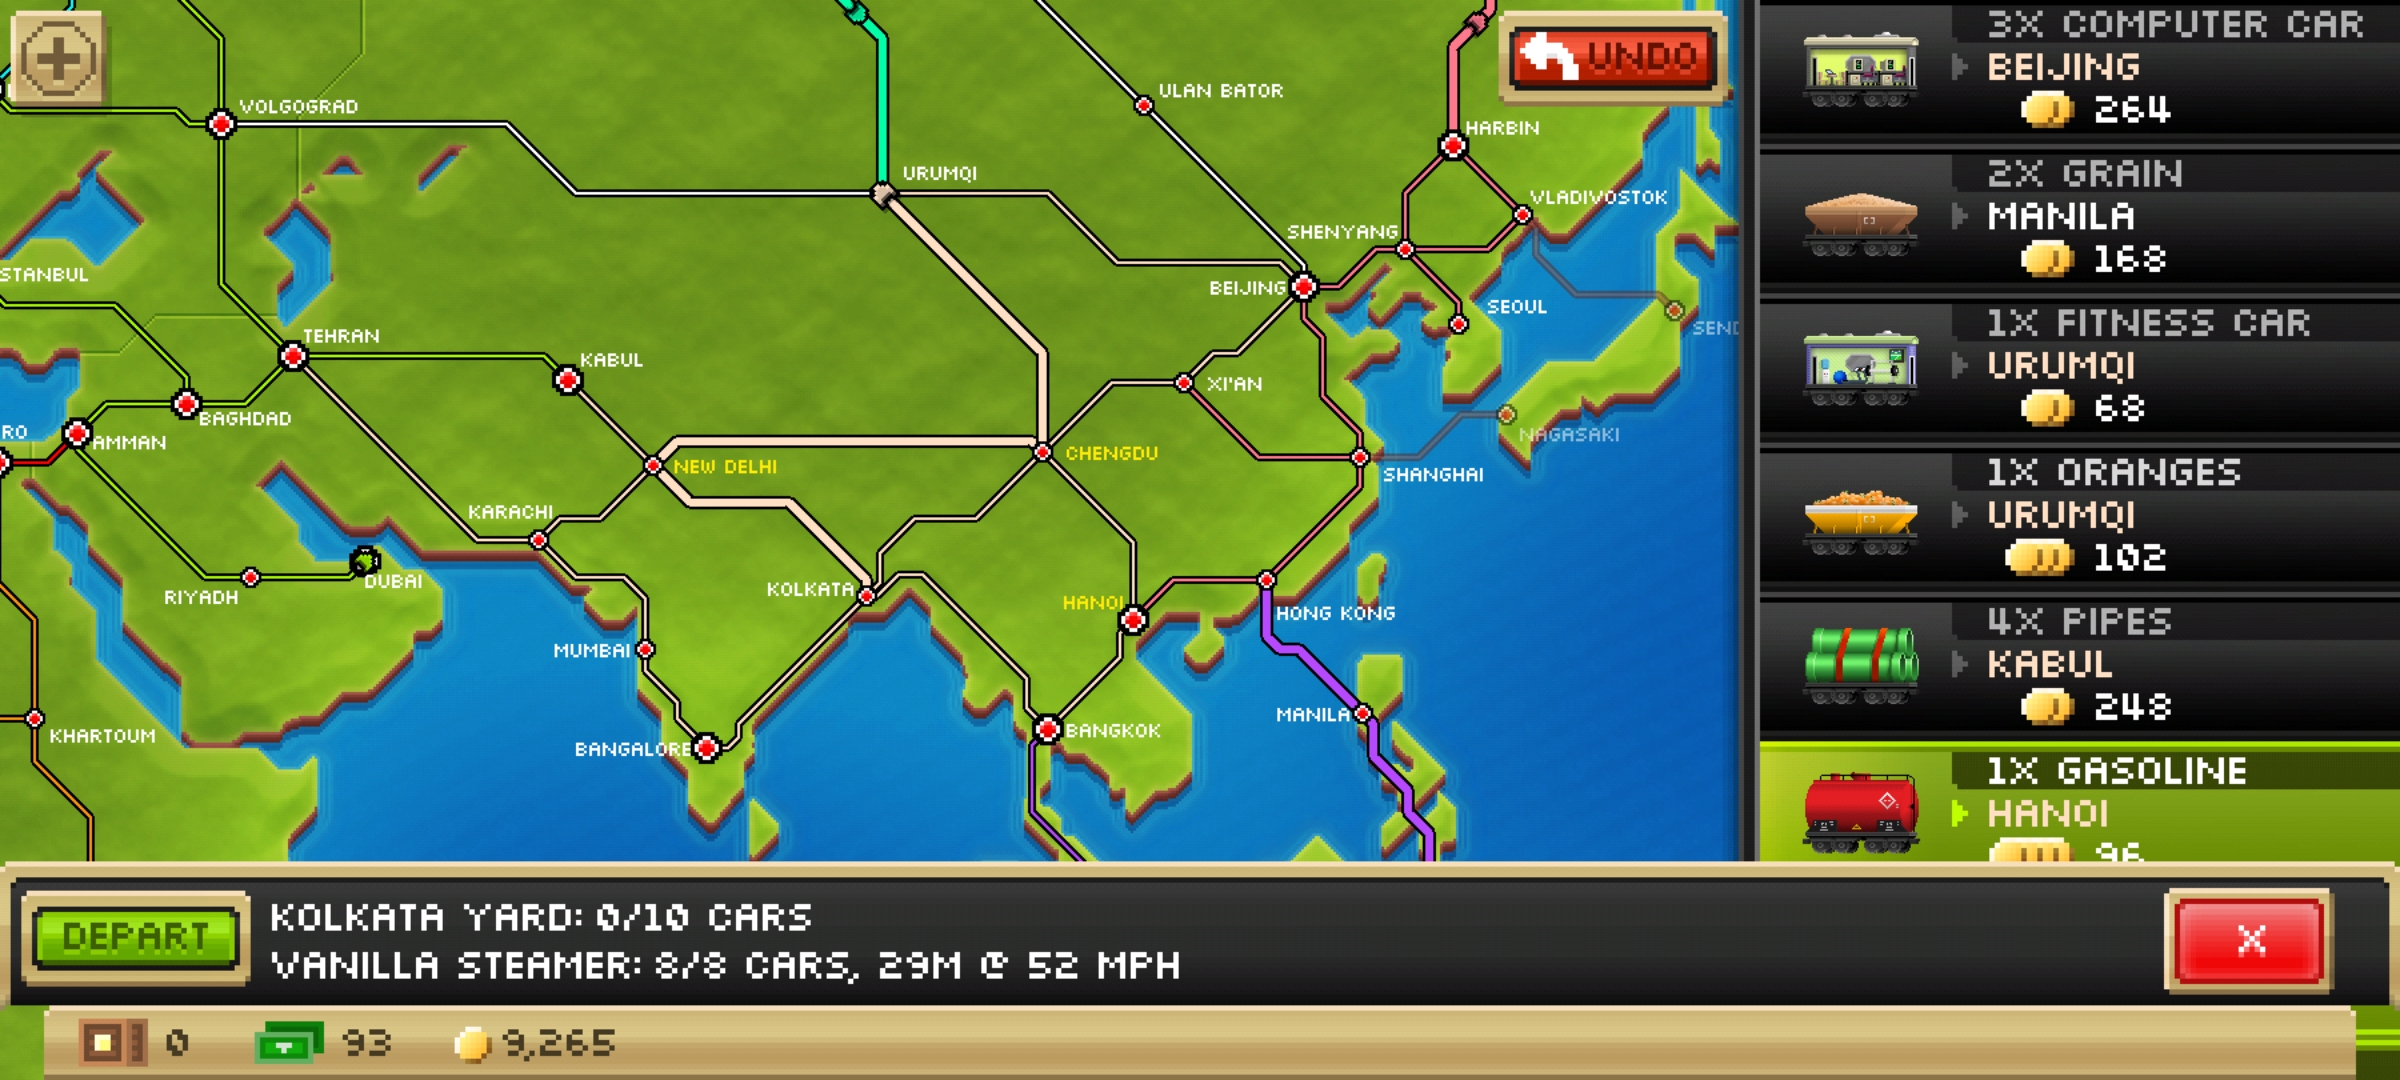 UNDO
VOLGOGRAD
ULAN BATOR
HARBIN
URUMQI
VLADIVOSTOK
SHENYANG
STANBUL
BEIJING
SEOUL
SEND
TEHRAN
KABUL
XI'AN
BAGHDAD
RO
AMMAN
NAGASAKI
NEW DELHI
CHENGDU
SHANGHAI
KARACHI
DUBAI
RIYADH
KOLKATA
HANOI
HONG KONG
MUMBAI
MANILA
KHARTOUM
BANGALORE
BANGKOK
3X COMPUTER CAR
BEIJING
264
2X GRAIN
MANILA
168
1X FITNESS CAR
URUMQI
68
1X ORANGES
URUMQI
102
4X PIPES
KABUL
248
1X GASOLINE
HANOI
96
DEPART
KOLKATA YARD: 0/10 CARS
VANILLA STEAMER: 8/8 CARS, 29M @ 52 MPH
X
0
93
9,265